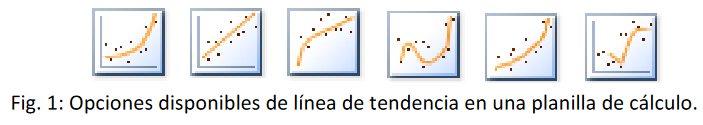 Fig. 1: Opciones disponibles de línea de tendencia en una planilla de cálculo.